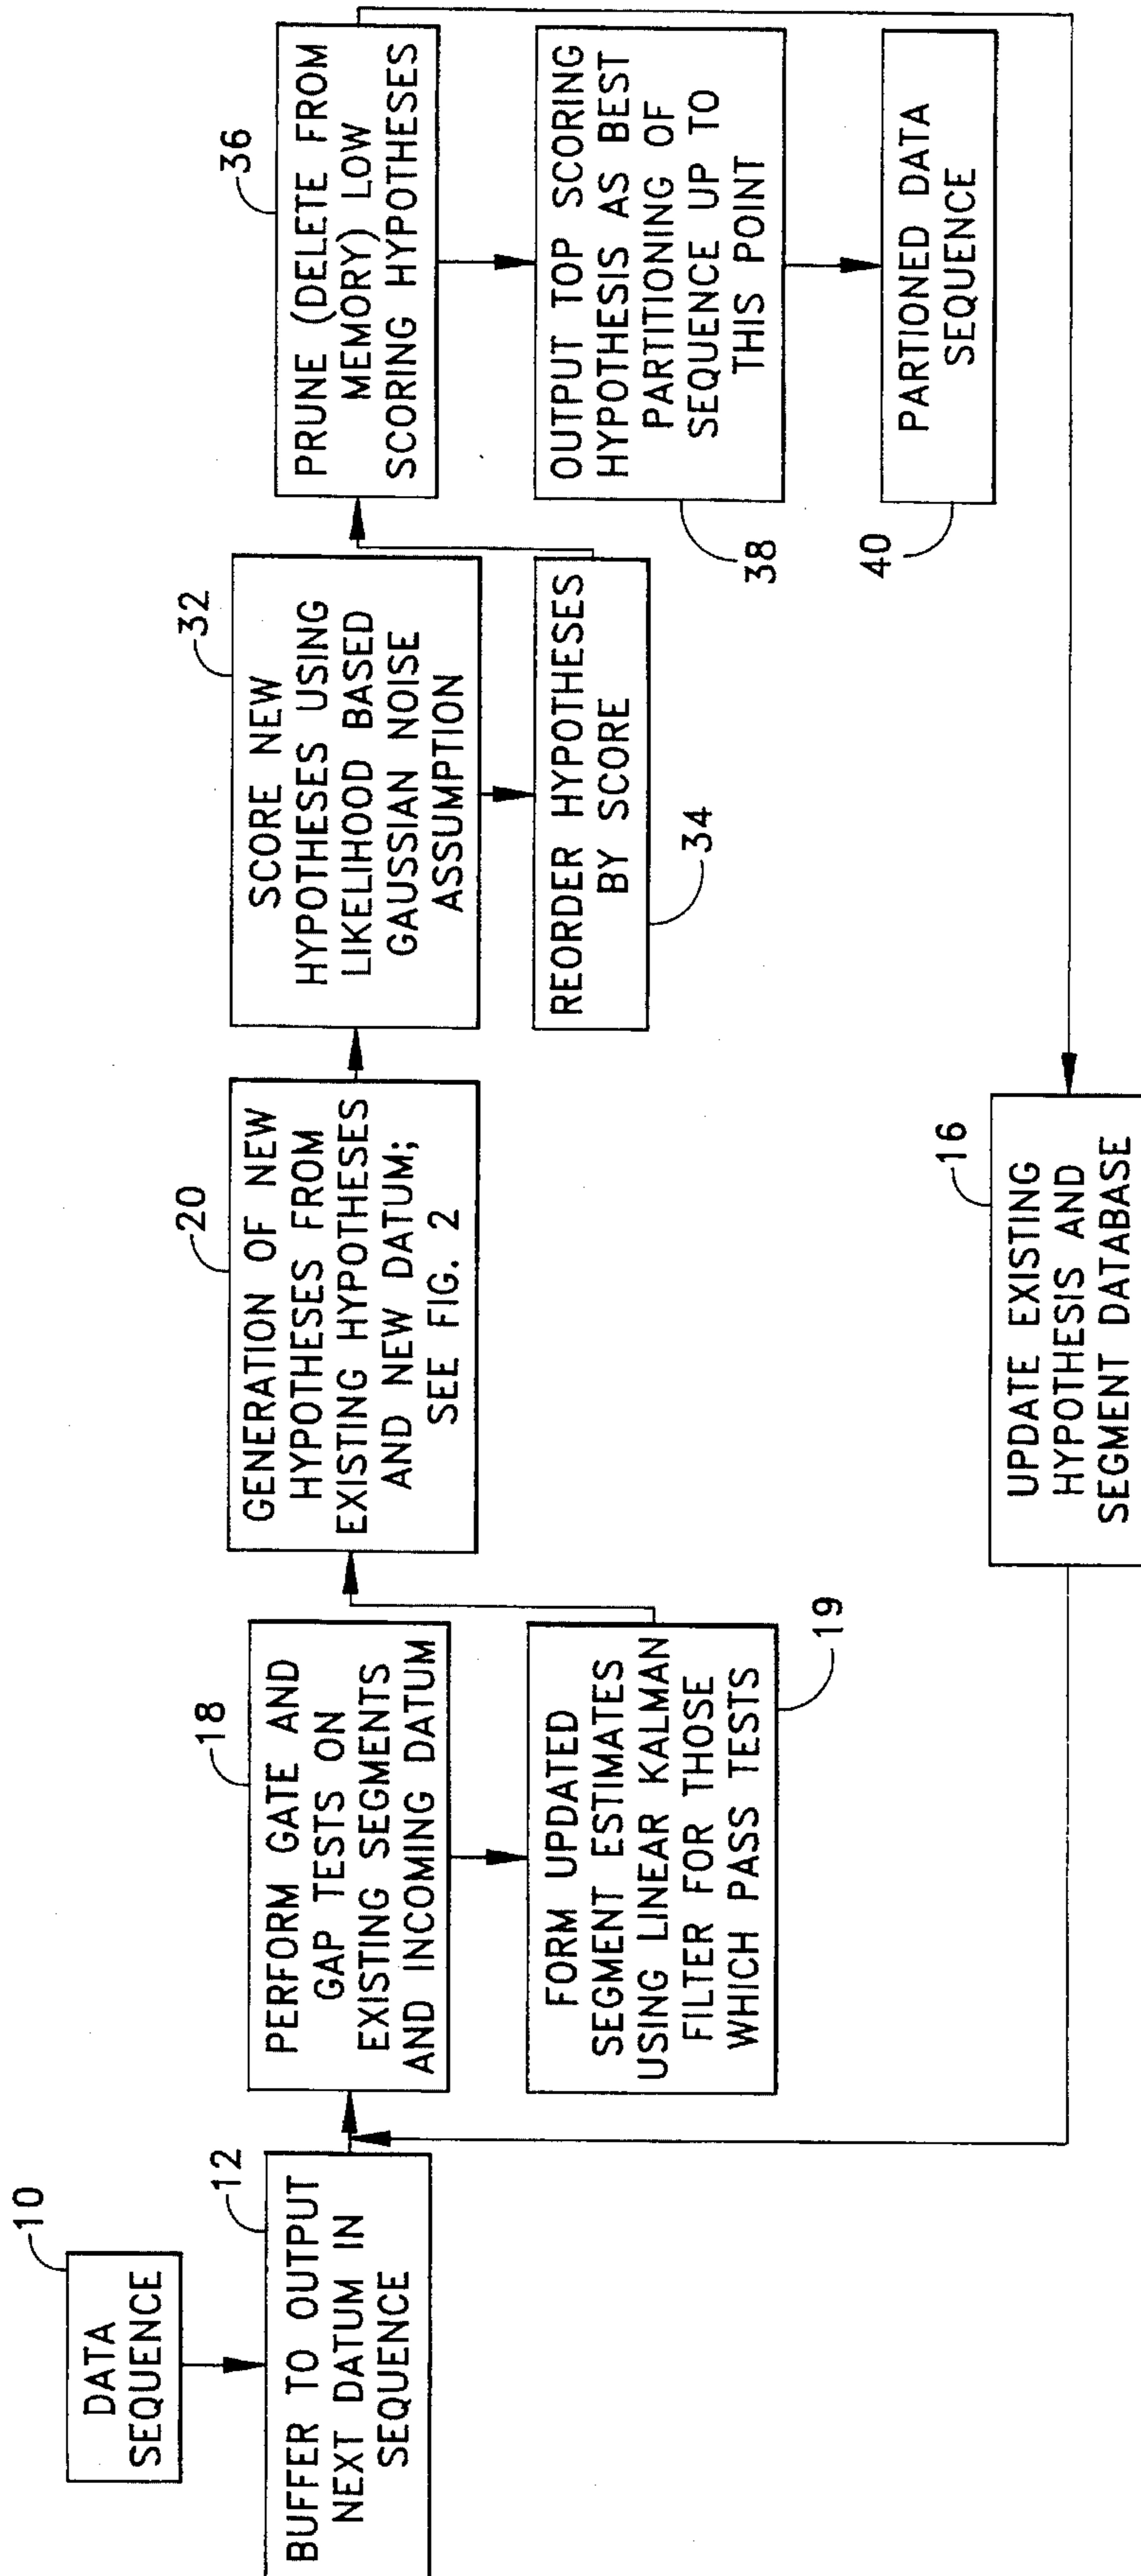 10
DATA
SEQUENCE
12
BUFFER TO OUTPUT
NEXT DATUM IN
SEQUENCE
18
PERFORM GATE AND
GAP TESTS ON
EXISTING SEGMENTS
AND INCOMING DATUM
FORM UPDATED
SEGMENT ESTIMATES
USING LINEAR KALMAN
FILTER FOR THOSE
WHICH PASS TESTS
19
20
GENERATION OF NEW
HYPOTHESES FROM
EXISTING HYPOTHESES
AND NEW DATUM;
SEE FIG. 2
32
SCORE NEW
HYPOTHESES USING
LIKELIHOOD BASED
GAUSSIAN NOISE
ASSUMPTION
REORDER HYPOTHESES
BY SCORE
34
36
PRUNE (DELETE FROM
MEMORY) LOW
SCORING HYPOTHESES
OUTPUT TOP SCORING
HYPOTHESIS AS BEST
PARTITIONING OF
SEQUENCE UP TO
THIS POINT
38
PARTIONED DATA
SEQUENCE
40
16
UPDATE EXISTING
HYPOTHESIS AND
SEGMENT DATABASE